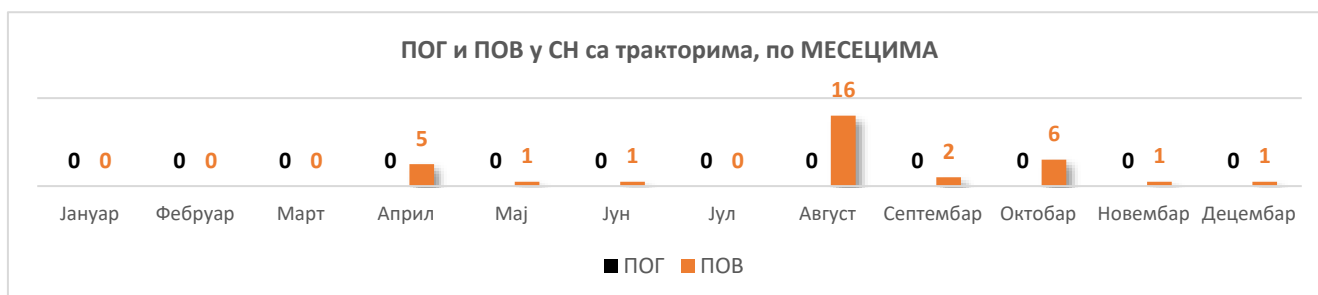 ПОГ и ПОВ у СН са тракторима, по МЕСЕЦИМА
0 0 0 0 0 0 0 5 0 1 0 1 0 0 0 16 0 2 0 6 0 1 0 1
Јануар Фебруар Март Април Мај Јун Јул Август Септембар Октобар Новембар Децембар
ПОГ ПОВ